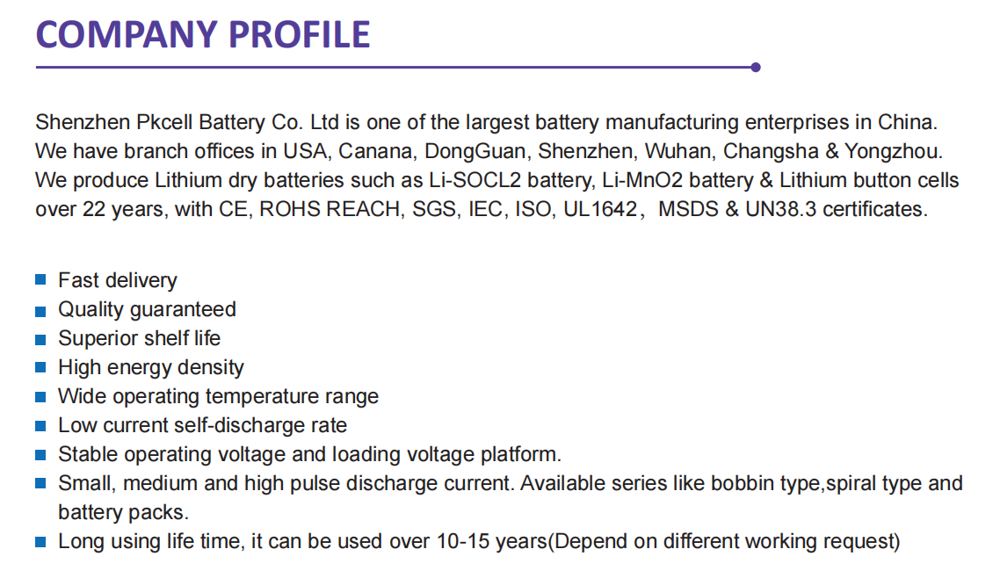 COMPANY PROFILE
Shenzhen Pkcell Battery Co. Ltd is one of the largest battery manufacturing enterprises in China.
We have branch offices in USA, Canana, DongGuan, Shenzhen, Wuhan, Changsha & Yongzhou.
We produce Lithium dry batteries such as Li-SOCL2 battery, Li-MnO2 battery & Lithium button cells
over 22 years, with CE, ROHS REACH, SGS, IEC, ISO, UL1642，MSDS & UN38.3 certificates.
Fast delivery
Quality guaranteed
Superior shelf life
High energy density
Wide operating temperature range
Low current self-discharge rate
Stable operating voltage and loading voltage platform.
Small, medium and high pulse discharge current. Available series like bobbin type,spiral type and
battery packs.
Long using life time, it can be used over 10-15 years(Depend on different working request)